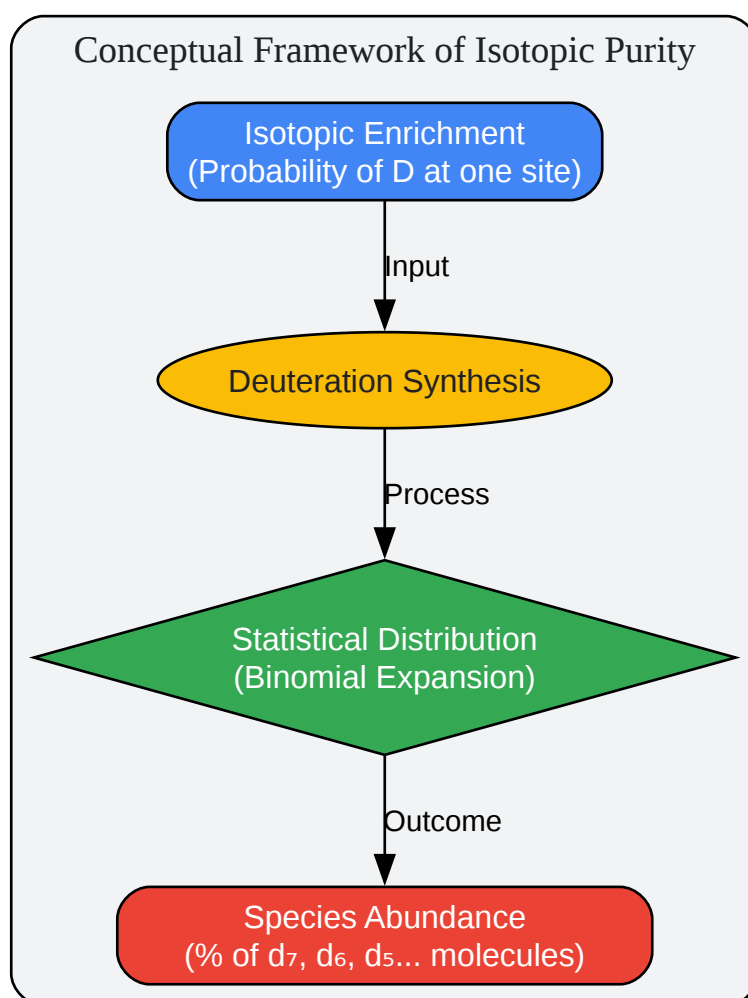 Conceptual Framework of Isotopic Purity
Isotopic Enrichment
(Probability of D at one site)
Input
Deuteration Synthesis
Process
Statistical Distribution
(Binomial Expansion)
Outcome
Species Abundance
(% of d₇, d₆, d₅... molecules)